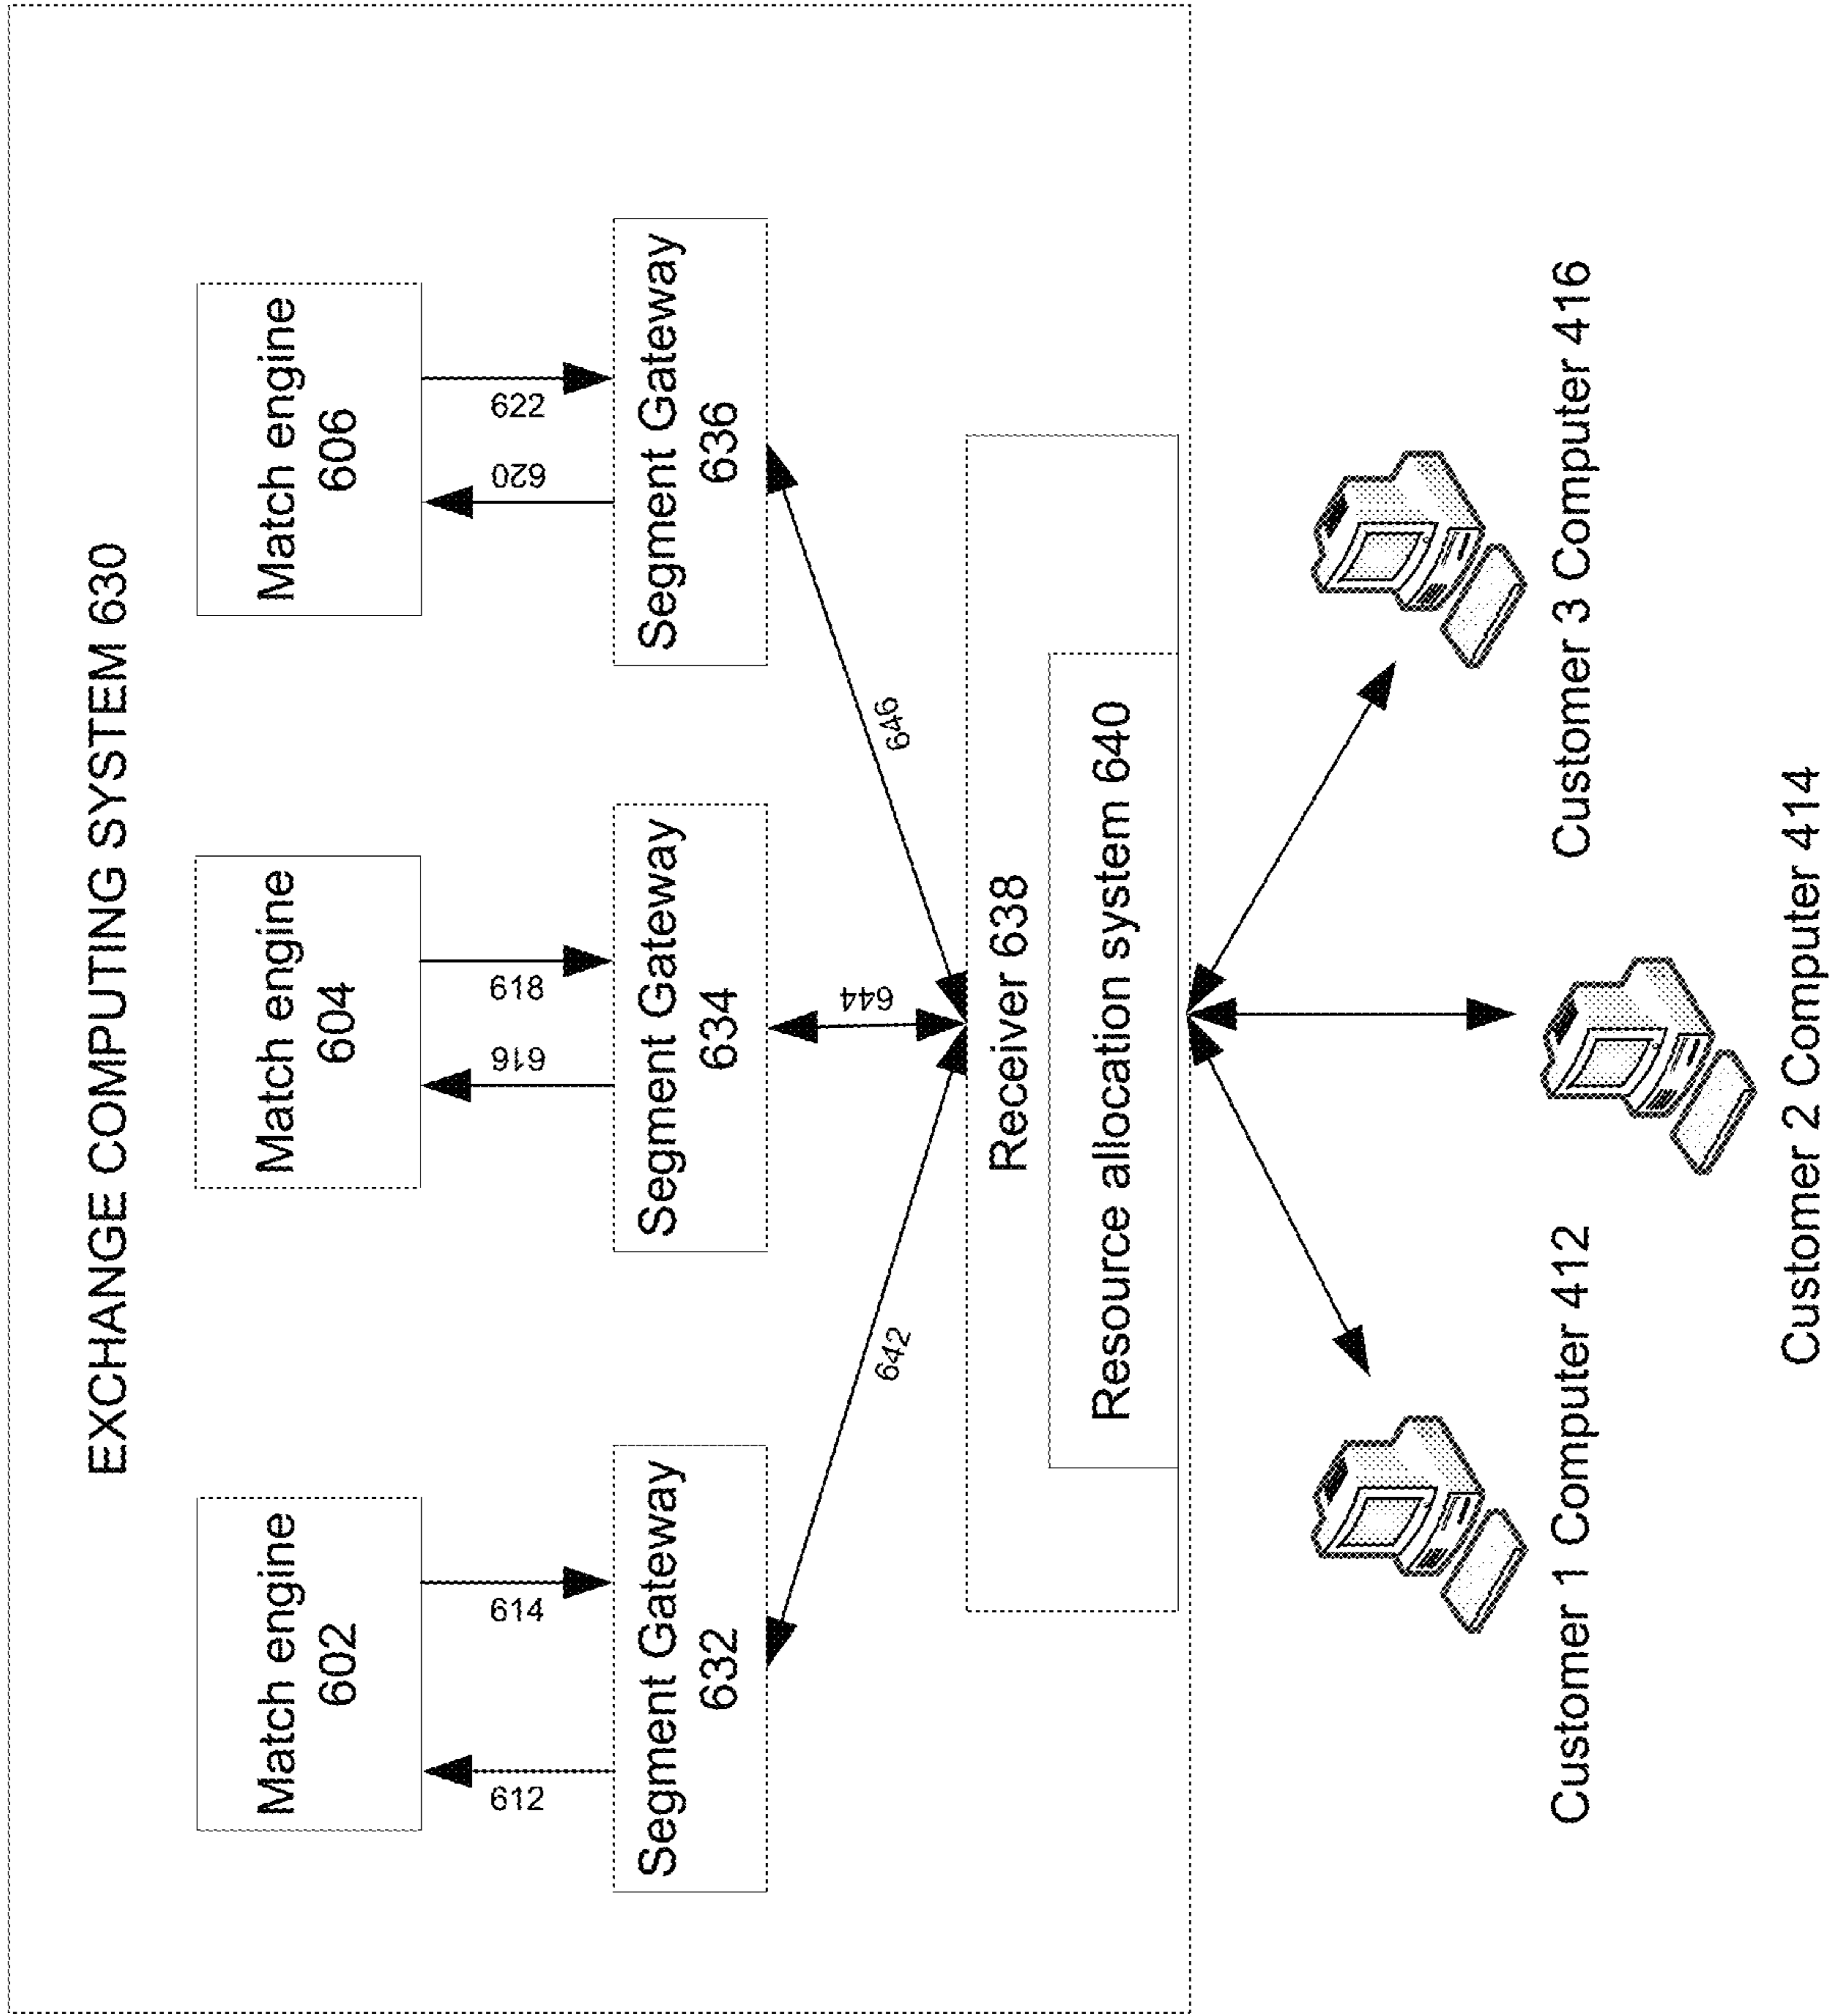 EXCHANGE COMPUTING SYSTEM 630
Match engine
602
Match engine
604
Match engine
606
612
614
616
618
620
622
Segment Gateway
632
Segment Gateway
634
Segment Gateway
636
642
644
646
Receiver 638
Resource allocation system 640
Customer 1 Computer 412
Customer 3 Computer 416
Customer 2 Computer 414